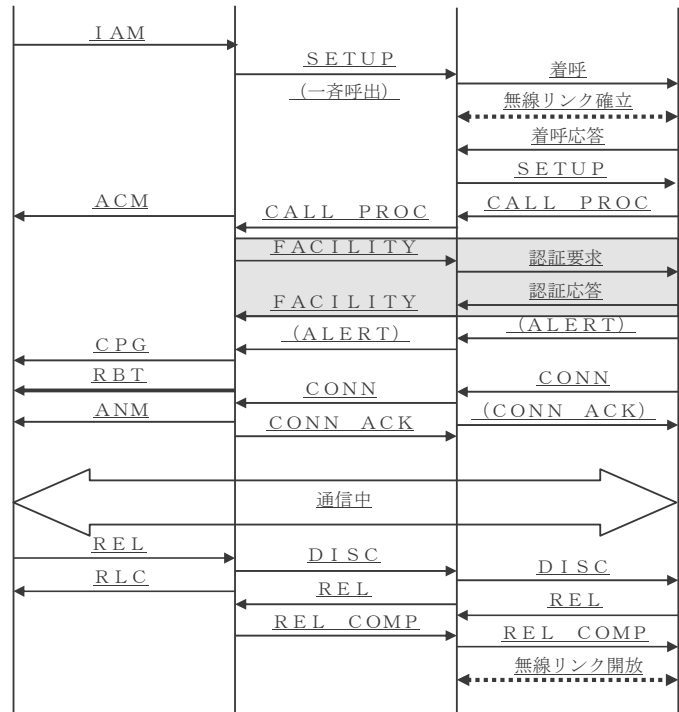 ＩＡＭ
ＳＥＴＵＰ
（一斉呼出）
着呼
無線リンク確立
着呼応答
ＳＥＴＵＰ
ＡＣＭ
ＣＡＬＬ　ＰＲＯＣ
ＣＡＬＬ　ＰＲＯＣ
ＦＡＣＩＬＩＴＹ
認証要求
認証応答
ＦＡＣＩＬＩＴＹ
（ＡＬＥＲＴ）
（ＡＬＥＲＴ）
ＣＰＧ
ＲＢＴ
ＣＯＮＮ
ＣＯＮＮ
ＡＮＭ
ＣＯＮＮ　ＡＣＫ
（ＣＯＮＮ　ＡＣＫ）
通信中
ＲＥＬ
ＤＩＳＣ
ＤＩＳＣ
ＲＬＣ
ＲＥＬ
ＲＥＬ
ＲＥＬ　ＣＯＭＰ
ＲＥＬ　ＣＯＭＰ
無線リンク開放